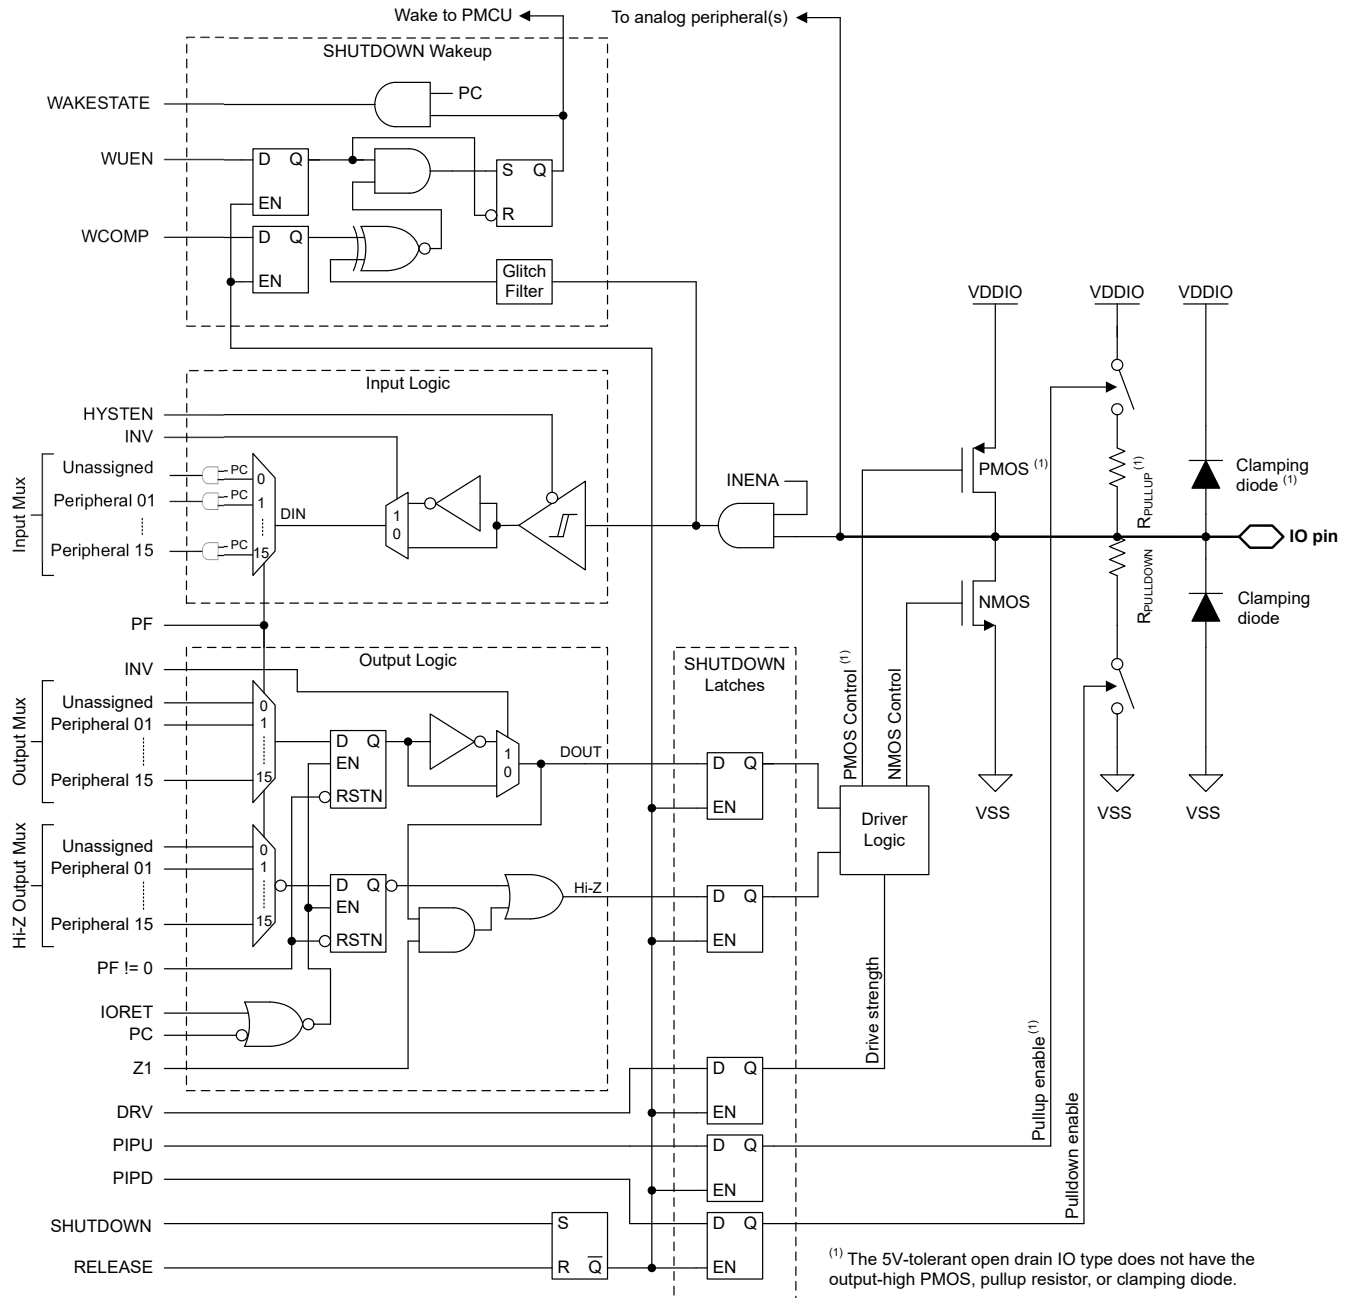 Wake to PMCU
To analog peripheral(s)
SHUTDOWN Wakeup
WAKESTATE
PC
WUEN
D Q
EN
S Q
R
WCOMP
D Q
EN
Glitch
Filter
VDDIO
VDDIO
VDDIO
Input Logic
HYSTEN
INV
Input Mux
Unassigned
PC
0
Peripheral 01
PC
1
Peripheral 15
PC
15
DIN
1
0
INENA
PMOS (1)
RPULLUP (1)
Clamping
diode (1)
IO pin
NMOS
RPULLDOWN
Clamping
diode
PF
Output Logic
INV
Output Mux
Unassigned
0
Peripheral 01
1
Peripheral 15
15
D Q
EN
RSTN
1
0
DOUT
SHUTDOWN
Latches
D Q
EN
PMOS Control (1)
NMOS Control
Driver
Logic
VSS
VSS
VSS
Hi-Z Output Mux
Unassigned
0
Peripheral 01
1
Peripheral 15
15
D Q
EN
RSTN
Hi-Z
D Q
EN
PF != 0
IORET
PC
Z1
Drive strength
D Q
EN
DRV
PIPU
D Q
EN
PIPD
Pullup enable (1)
Pulldown enable
SHUTDOWN
S
RELEASE
R Q̅
D Q
EN
(1) The 5V-tolerant open drain IO type does not have the
output-high PMOS, pullup resistor, or clamping diode.